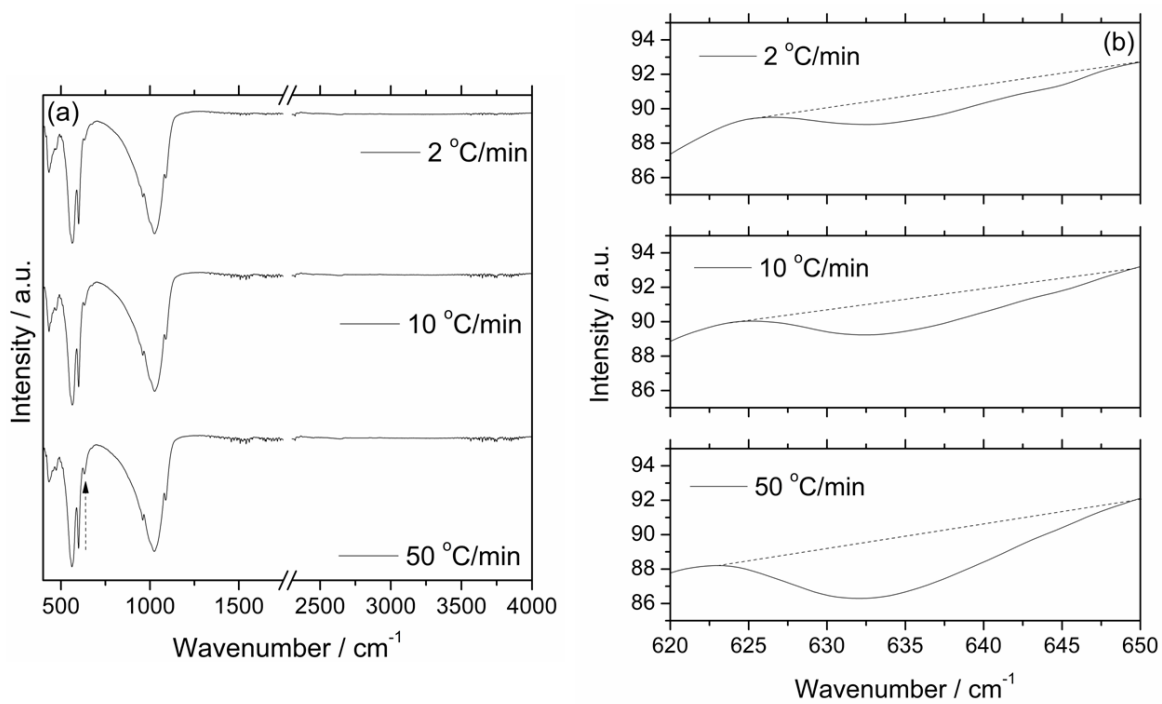 (a)
2 °C/min
10 °C/min
50 °C/min
Intensity / a.u.
500 1000 1500 2500 3000 3500 4000
Wavenumber / cm⁻¹
(b)
94
92
90
88
86
2 °C/min
94
92
90
88
86
10 °C/min
94
92
90
88
86
50 °C/min
Intensity / a.u.
620 625 630 635 640 645 650
Wavenumber / cm⁻¹